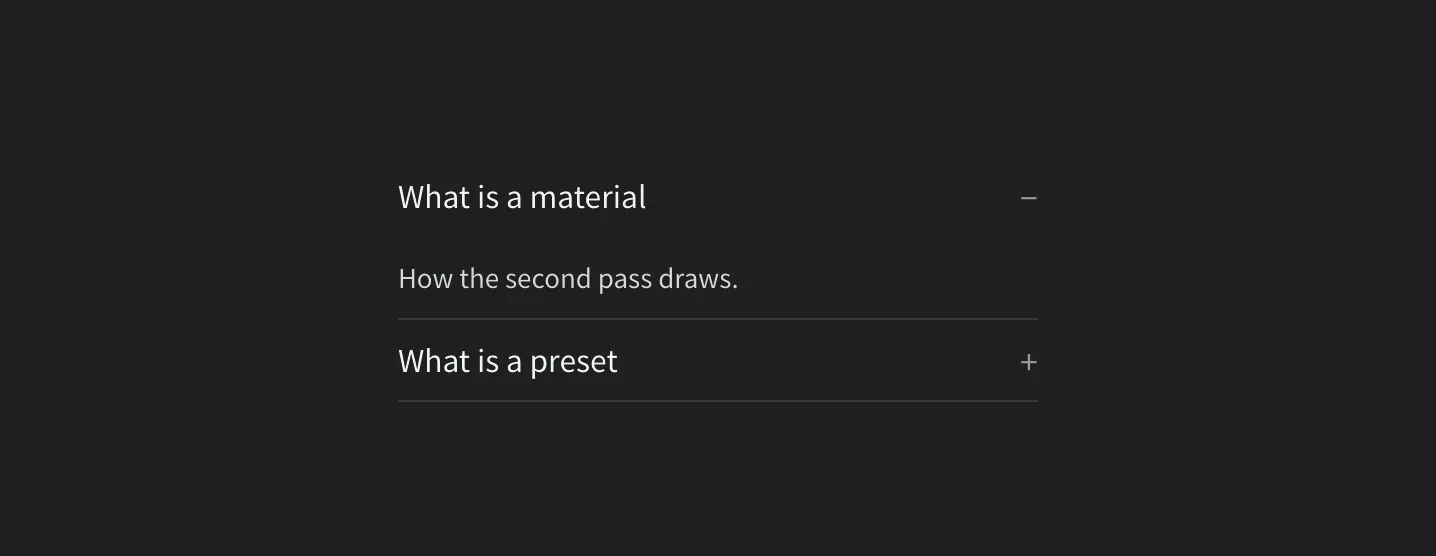 What is a material −
How the second pass draws.
What is a preset +